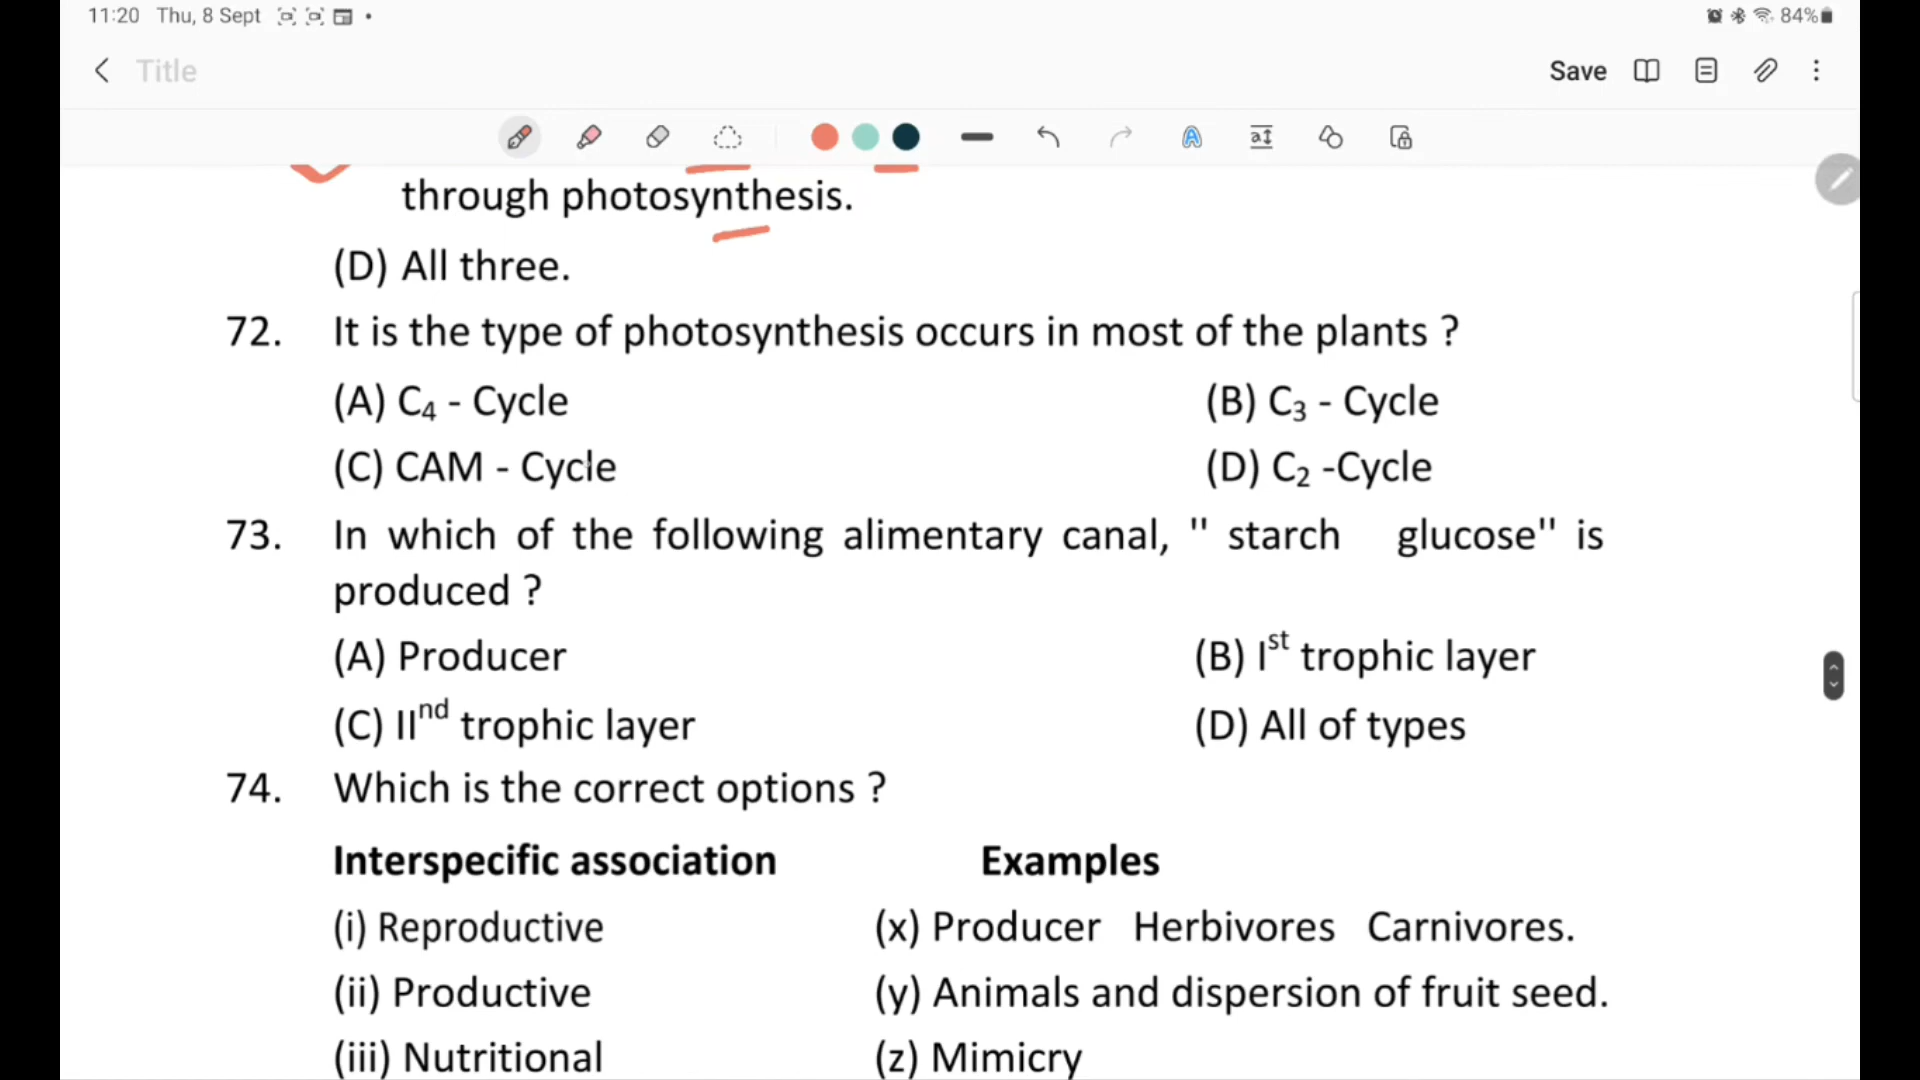 11:20 Thu, 8 Sept 84%
Title Save
through photosynthesis.
(D) All three.
72. It is the type of photosynthesis occurs in most of the plants ?
(A) C₄ - Cycle (B) C₃ - Cycle
(C) CAM - Cycle (D) C₂ -Cycle
73. In which of the following alimentary canal, " starch glucose" is
produced ?
(A) Producer (B) Iˢᵗ trophic layer
(C) IIⁿᵈ trophic layer (D) All of types
74. Which is the correct options ?
Interspecific association Examples
(i) Reproductive (x) Producer Herbivores Carnivores.
(ii) Productive (y) Animals and dispersion of fruit seed.
(iii) Nutritional (z) Mimicry